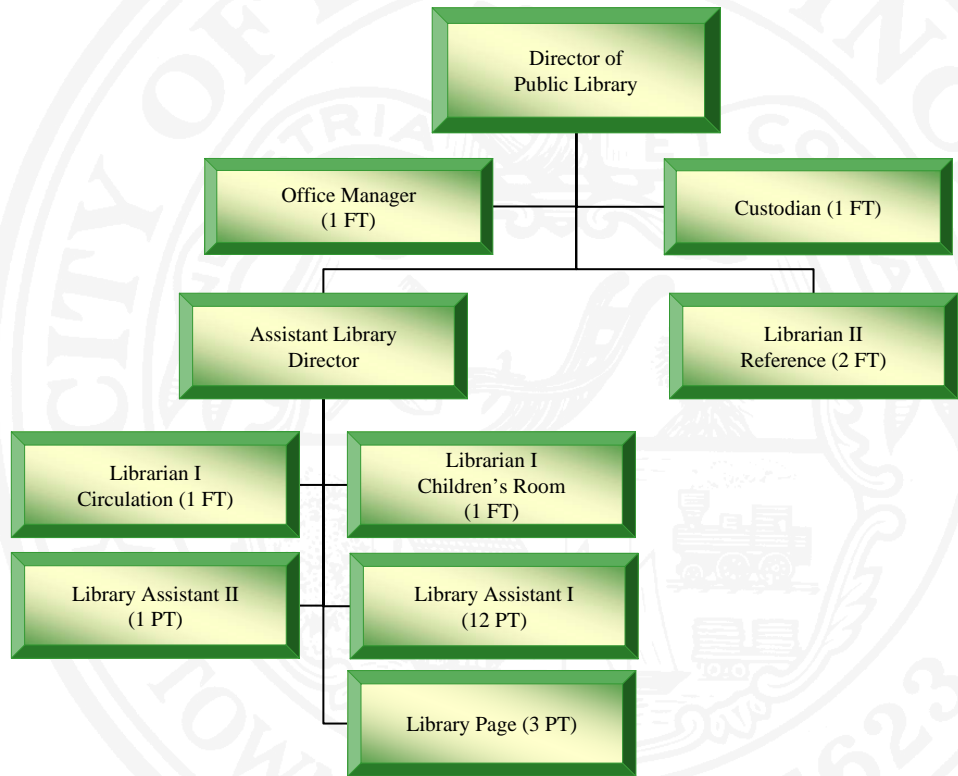 Director of
Public Library
Office Manager
(1 FT)
Custodian (1 FT)
Assistant Library
Director
Librarian II
Reference (2 FT)
Librarian I
Circulation (1 FT)
Librarian I
Children's Room
(1 FT)
Library Assistant II
(1 PT)
Library Assistant I
(12 PT)
Library Page (3 PT)